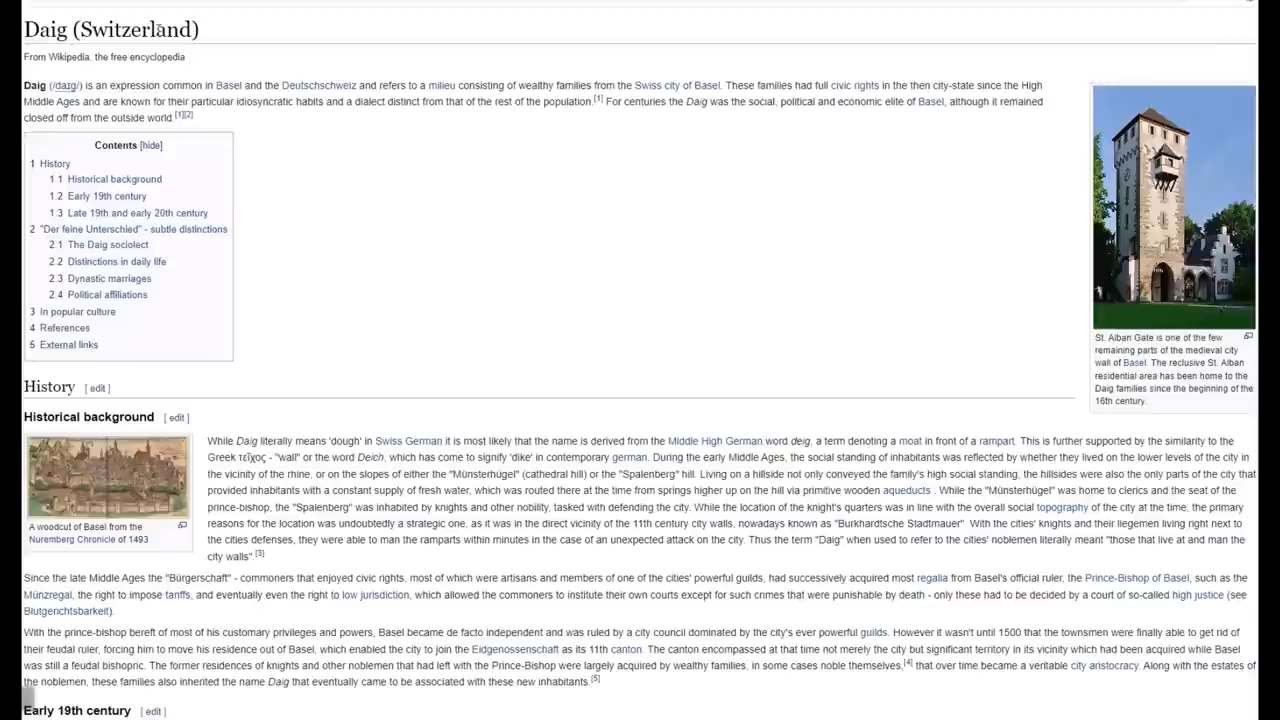 Daig (Switzerland)
From Wikipedia, the free encyclopedia
Daig (/daɪg/) is an expression common in Basel and the Deutschschweiz and refers to a milieu consisting of wealthy families from the Swiss city of Basel. These families had full civic rights in the then city-state since the High
Middle Ages and are known for their particular idiosyncratic habits and a dialect distinct from that of the rest of the population.[1] For centuries the Daig was the social, political and economic elite of Basel, although it remained
closed off from the outside world.[1][2]
Contents [hide]
1 History
1.1 Historical background
1.2 Early 19th century
1.3 Late 19th and early 20th century
2 "Der feine Unterschied" - subtle distinctions
2.1 The Daig sociolect
2.2 Distinctions in daily life
2.3 Dynastic marriages
2.4 Political affiliations
3 In popular culture
4 References
5 External links
St. Alban Gate is one of the few
remaining parts of the medieval city
wall of Basel. The reclusive St. Alban
residential area has been home to the
Daig families since the beginning of the
16th century.
History [ edit ]
Historical background [ edit ]
A woodcut of Basel from the
Nuremberg Chronicle of 1493
While Daig literally means 'dough' in Swiss German it is most likely that the name is derived from the Middle High German word deig, a term denoting a moat in front of a rampart. This is further supported by the similarity to the
Greek τεῖχος - "wall" or the word Deich, which has come to signify 'dike' in contemporary german. During the early Middle Ages, the social standing of inhabitants was reflected by whether they lived on the lower levels of the city in
the vicinity of the rhine, or on the slopes of either the "Münsterhügel" (cathedral hill) or the "Spalenberg" hill. Living on a hillside not only conveyed the family's high social standing, the hillsides were also the only parts of the city that
provided inhabitants with a constant supply of fresh water, which was routed there at the time from springs higher up on the hill via primitive wooden aqueducts . While the "Münsterhügel" was home to clerics and the seat of the
prince-bishop, the "Spalenberg" was inhabited by knights and other nobility, tasked with defending the city. While the location of the knight's quarters was in line with the overall social topography of the city at the time, the primary
reasons for the location was undoubtedly a strategic one, as it was in the direct vicinity of the 11th century city walls, nowadays known as "Burkhardtsche Stadtmauer" With the cities' knights and their liegemen living right next to
the cities defenses, they were able to man the ramparts within minutes in the case of an unexpected attack on the city. Thus the term "Daig" when used to refer to the cities' noblemen literally meant "those that live at and man the
city walls".[3]
Since the late Middle Ages the "Bürgerschaft" - commoners that enjoyed civic rights, most of which were artisans and members of one of the cities' powerful guilds, had successively acquired most regalia from Basel's official ruler, the Prince-Bishop of Basel, such as the
Münzregal, the right to impose tariffs, and eventually even the right to low jurisdiction, which allowed the commoners to institute their own courts except for such crimes that were punishable by death - only these had to be decided by a court of so-called high justice (see
Blutgerichtsbarkeit).
With the prince-bishop bereft of most of his customary privileges and powers, Basel became de facto independent and was ruled by a city council dominated by the city's ever powerful guilds. However it wasn't until 1500 that the townsmen were finally able to get rid of
their feudal ruler, forcing him to move his residence out of Basel, which enabled the city to join the Eidgenossenschaft as its 11th canton. The canton encompassed at that time not merely the city but significant territory in its vicinity which had been acquired while Basel
was still a feudal bishopric. The former residences of knights and other noblemen that had left with the Prince-Bishop were largely acquired by wealthy families, in some cases noble themselves,[4] that over time became a veritable city aristocracy. Along with the estates of
the noblemen, these families also inherited the name Daig that eventually came to be associated with these new inhabitants.[5]
Early 19th century [ edit ]